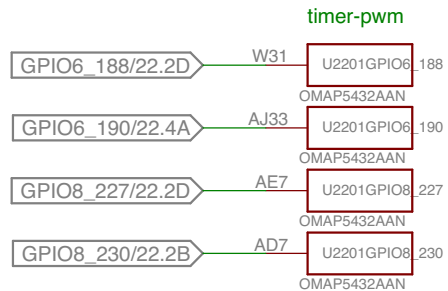 timer-pwm
GPIO6_188/22.2D W31 U2201GPIO6_188
OMAP5432AAN
GPIO6_190/22.4A AJ33 U2201GPIO6_190
OMAP5432AAN
GPIO8_227/22.2D AE7 U2201GPIO8_227
OMAP5432AAN
GPIO8_230/22.2B AD7 U2201GPIO8_230
OMAP5432AAN